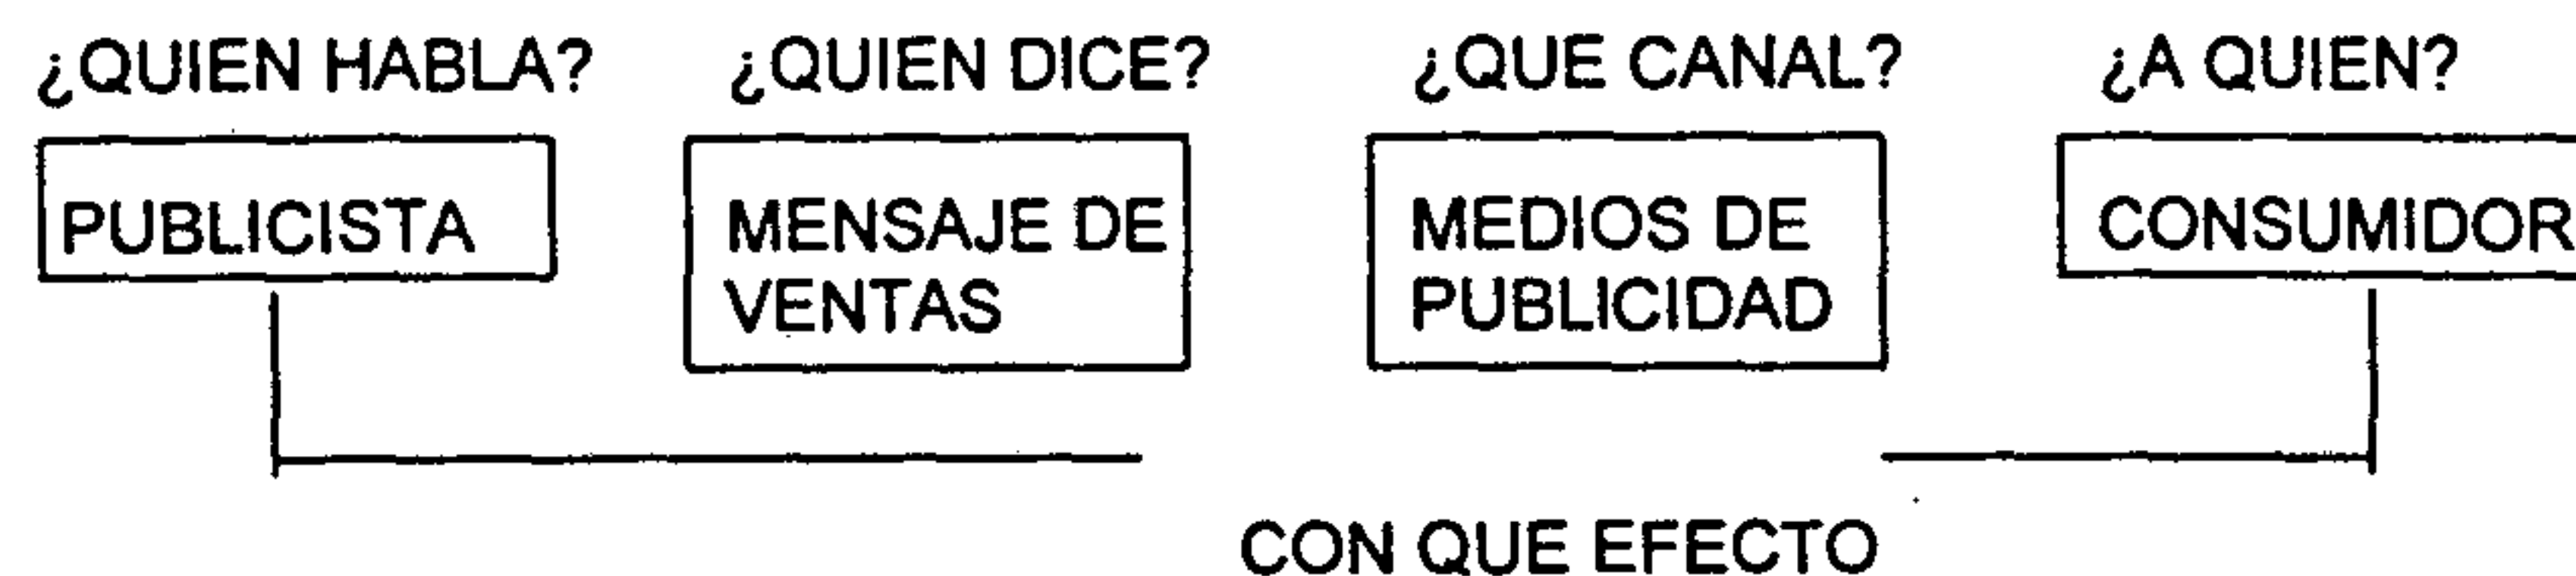 ¿QUIEN HABLA? ¿QUIEN DICE? ¿QUE CANAL? ¿A QUIEN?
PUBLICISTA
MENSAJE DE
VENTAS
MEDIOS DE
PUBLICIDAD
CONSUMIDOR
CON QUE EFECTO